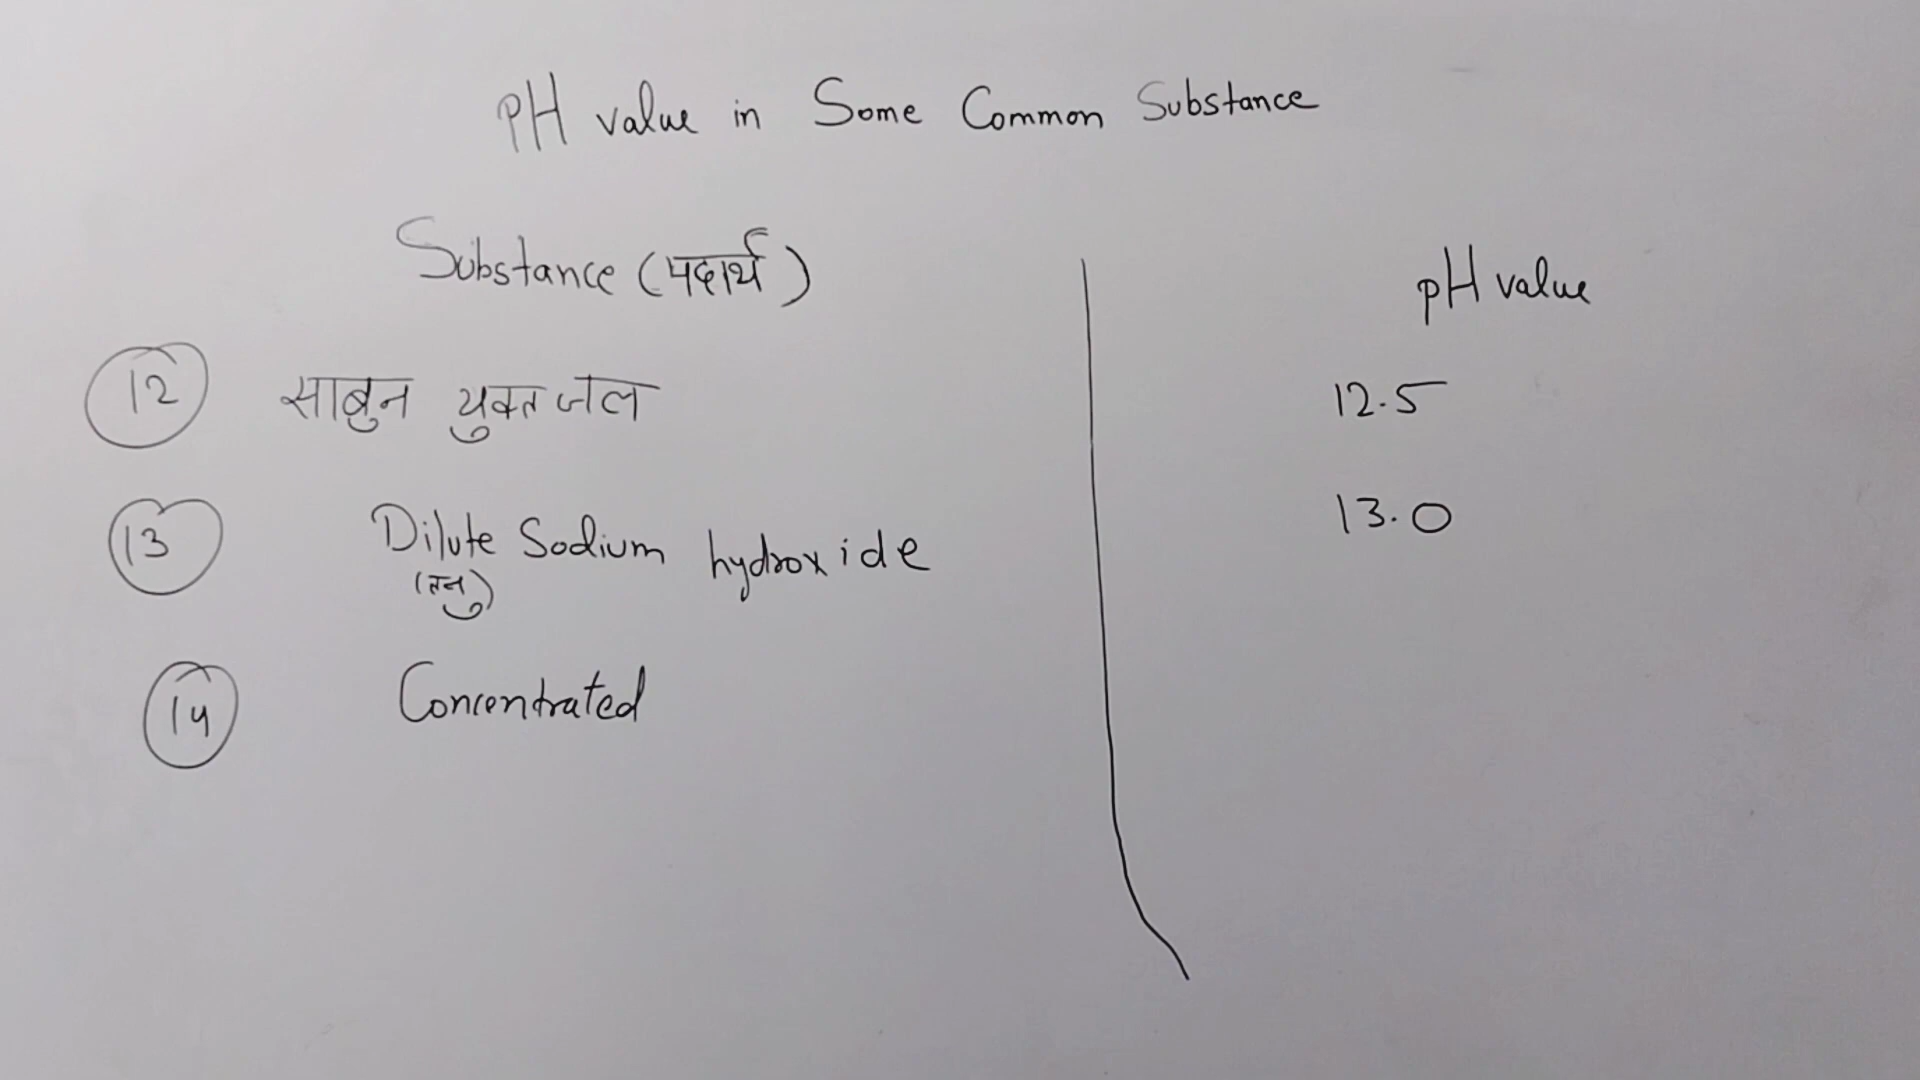 pH value in Some Common Substance
Substance (पदार्थ) pH value
12 साबुन युक्त जल 12.5
13 Dilute Sodium hydroxide 13.0
(तनु)
14 Concentrated